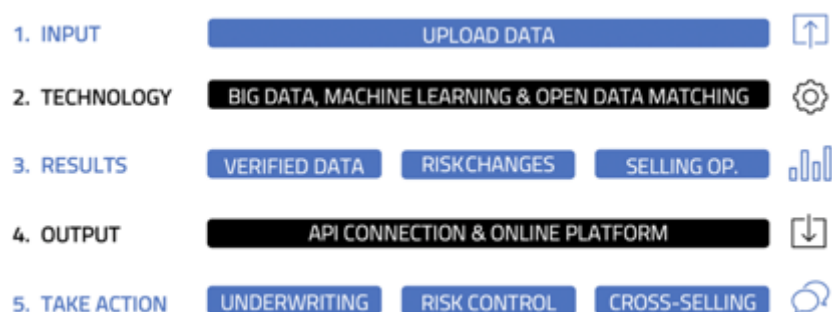 1. INPUT UPLOAD DATA
2. TECHNOLOGY BIG DATA, MACHINE LEARNING & OPEN DATA MATCHING
3. RESULTS VERIFIED DATA RISKCHANGES SELLING OP.
4. OUTPUT API CONNECTION & ONLINE PLATFORM
5. TAKE ACTION UNDERWRITING RISK CONTROL CROSS-SELLING